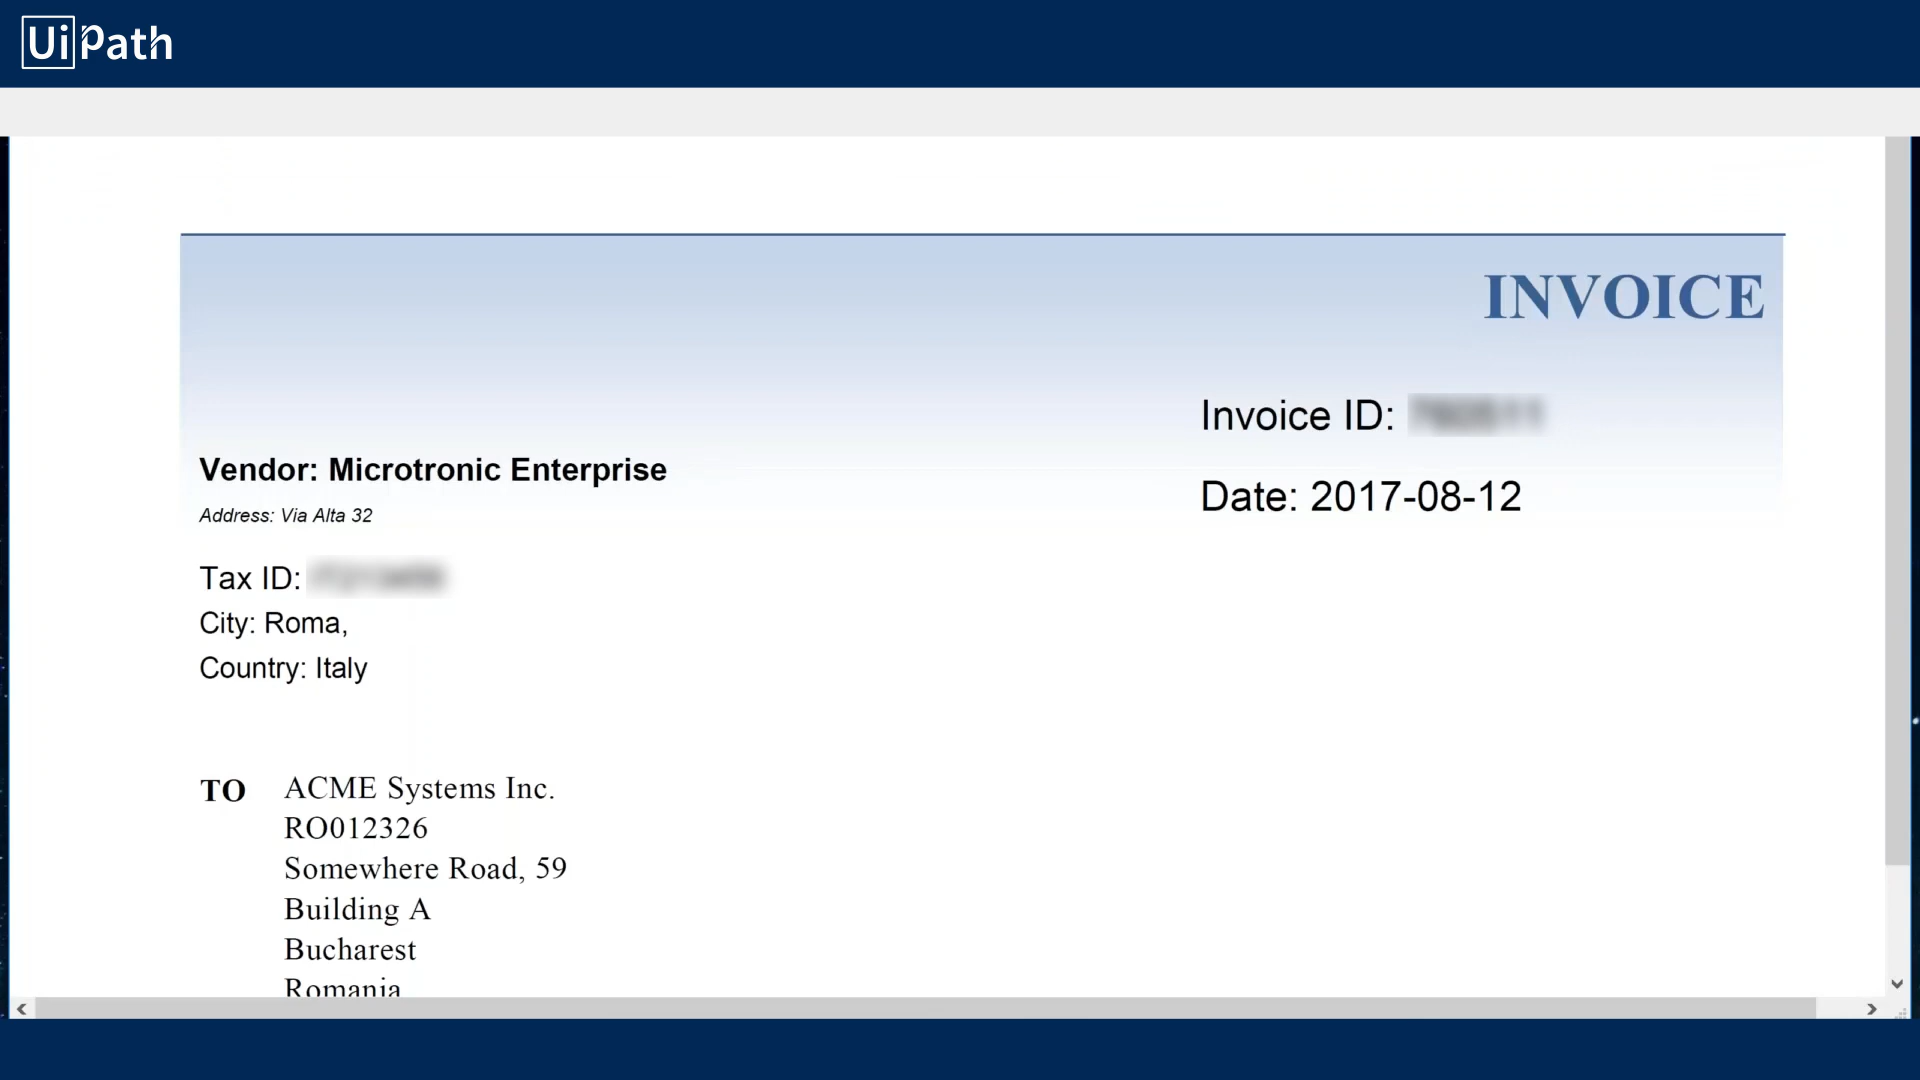 UiPath
INVOICE
Invoice ID:
Date: 2017-08-12
Vendor: Microtronic Enterprise
Address: Via Alta 32
Tax ID:
City: Roma,
Country: Italy
TO
ACME Systems Inc.
RO012326
Somewhere Road, 59
Building A
Bucharest
Romania